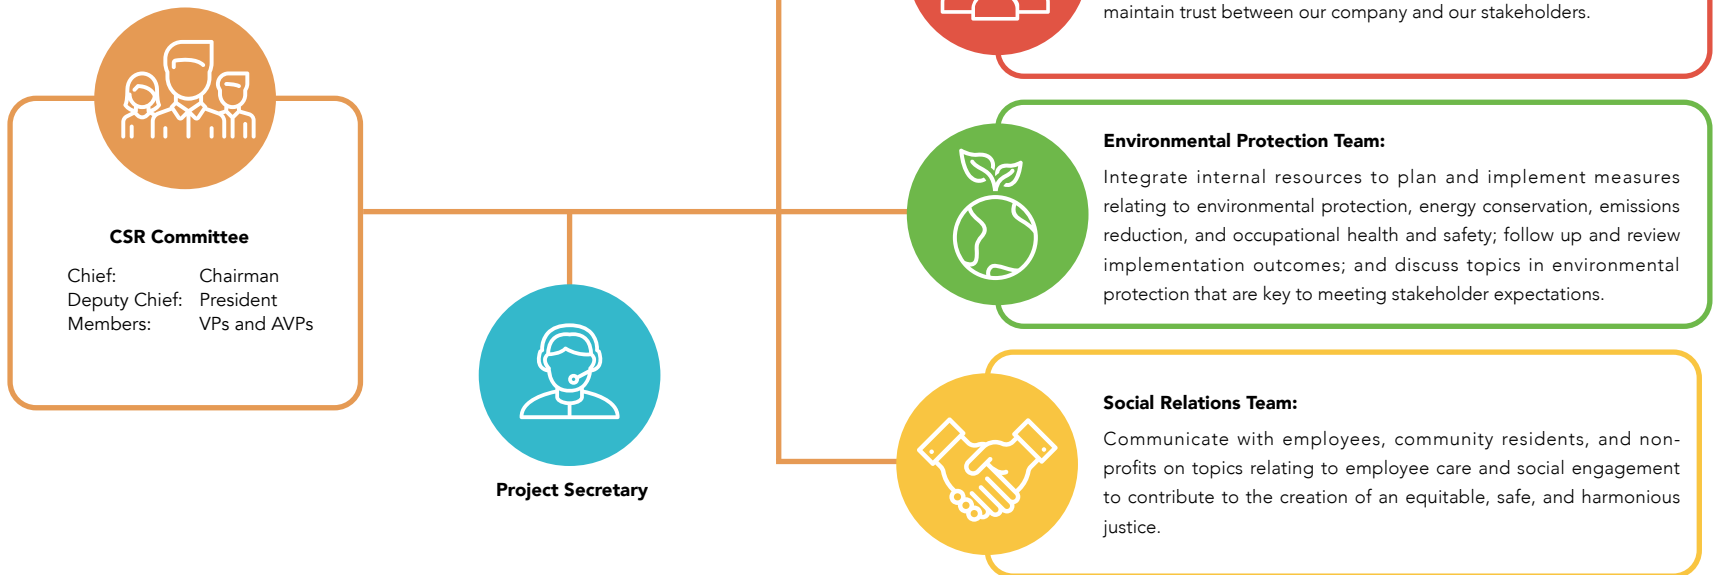 maintain trust between our company and our stakeholders.
CSR Committee
Chief: Chairman
Deputy Chief: President
Members: VPs and AVPs
Project Secretary
Environmental Protection Team:
Integrate internal resources to plan and implement measures
relating to environmental protection, energy conservation, emissions
reduction, and occupational health and safety; follow up and review
implementation outcomes; and discuss topics in environmental
protection that are key to meeting stakeholder expectations.
Social Relations Team:
Communicate with employees, community residents, and non-
profits on topics relating to employee care and social engagement
to contribute to the creation of an equitable, safe, and harmonious
justice.